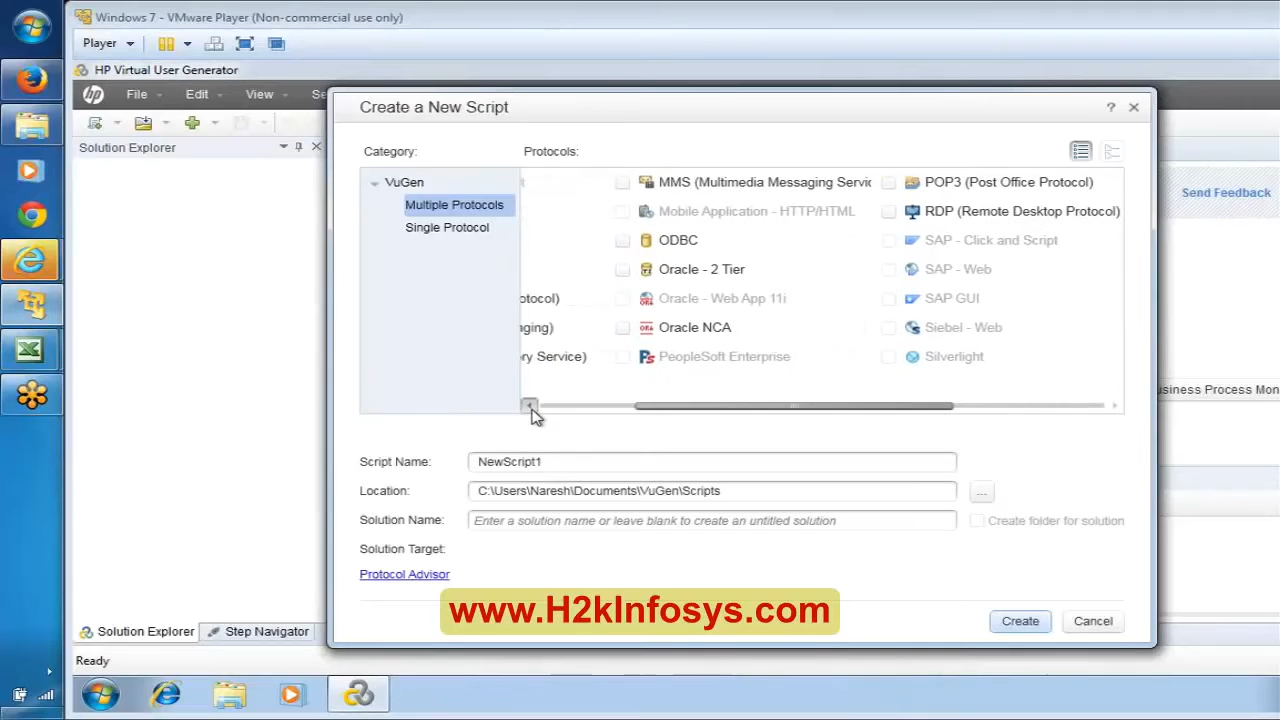 Windows 7 - VMware Player (Non-commercial use only)
Player
HP Virtual User Generator
hp File Edit View Se
Solution Explorer
Create a New Script
?
Category:
Protocols:
VuGen
Multiple Protocols
Single Protocol
t
otocol)
ging)
ry Service)
MMS (Multimedia Messaging Servic
Mobile Application - HTTP/HTML
ODBC
Oracle - 2 Tier
Oracle - Web App 11i
ORA Oracle NCA
Ps PeopleSoft Enterprise
POP3 (Post Office Protocol)
RDP (Remote Desktop Protocol)
SAP - Click and Script
SAP - Web
SAP GUI
Siebel - Web
Silverlight
Send Feedback
usiness Process Mon
Script Name: NewScript1
Location: C:\Users\Naresh\Documents\VuGen\Scripts ...
Solution Name: Enter a solution name or leave blank to create an untitled solution Create folder for solution
Solution Target:
Protocol Advisor
www.H2kInfosys.com
Create Cancel
Solution Explorer Step Navigator
Ready